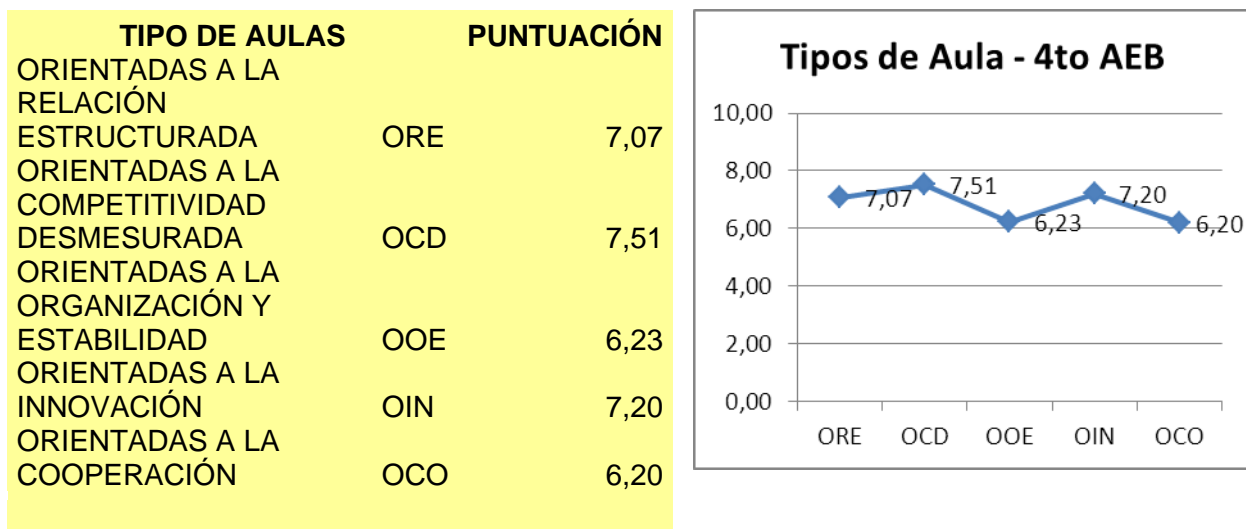 TIPO DE AULAS PUNTUACIÓN
ORIENTADAS A LA
RELACIÓN
ESTRUCTURADA ORE 7,07
ORIENTADAS A LA
COMPETITIVIDAD
DESMESURADA OCD 7,51
ORIENTADAS A LA
ORGANIZACIÓN Y
ESTABILIDAD OOE 6,23
ORIENTADAS A LA
INNOVACIÓN OIN 7,20
ORIENTADAS A LA
COOPERACIÓN OCO 6,20
Tipos de Aula - 4to AEB
10,00
8,00
6,00
4,00
2,00
0,00
7,07
7,51
6,23
7,20
6,20
ORE OCD OOE OIN OCO